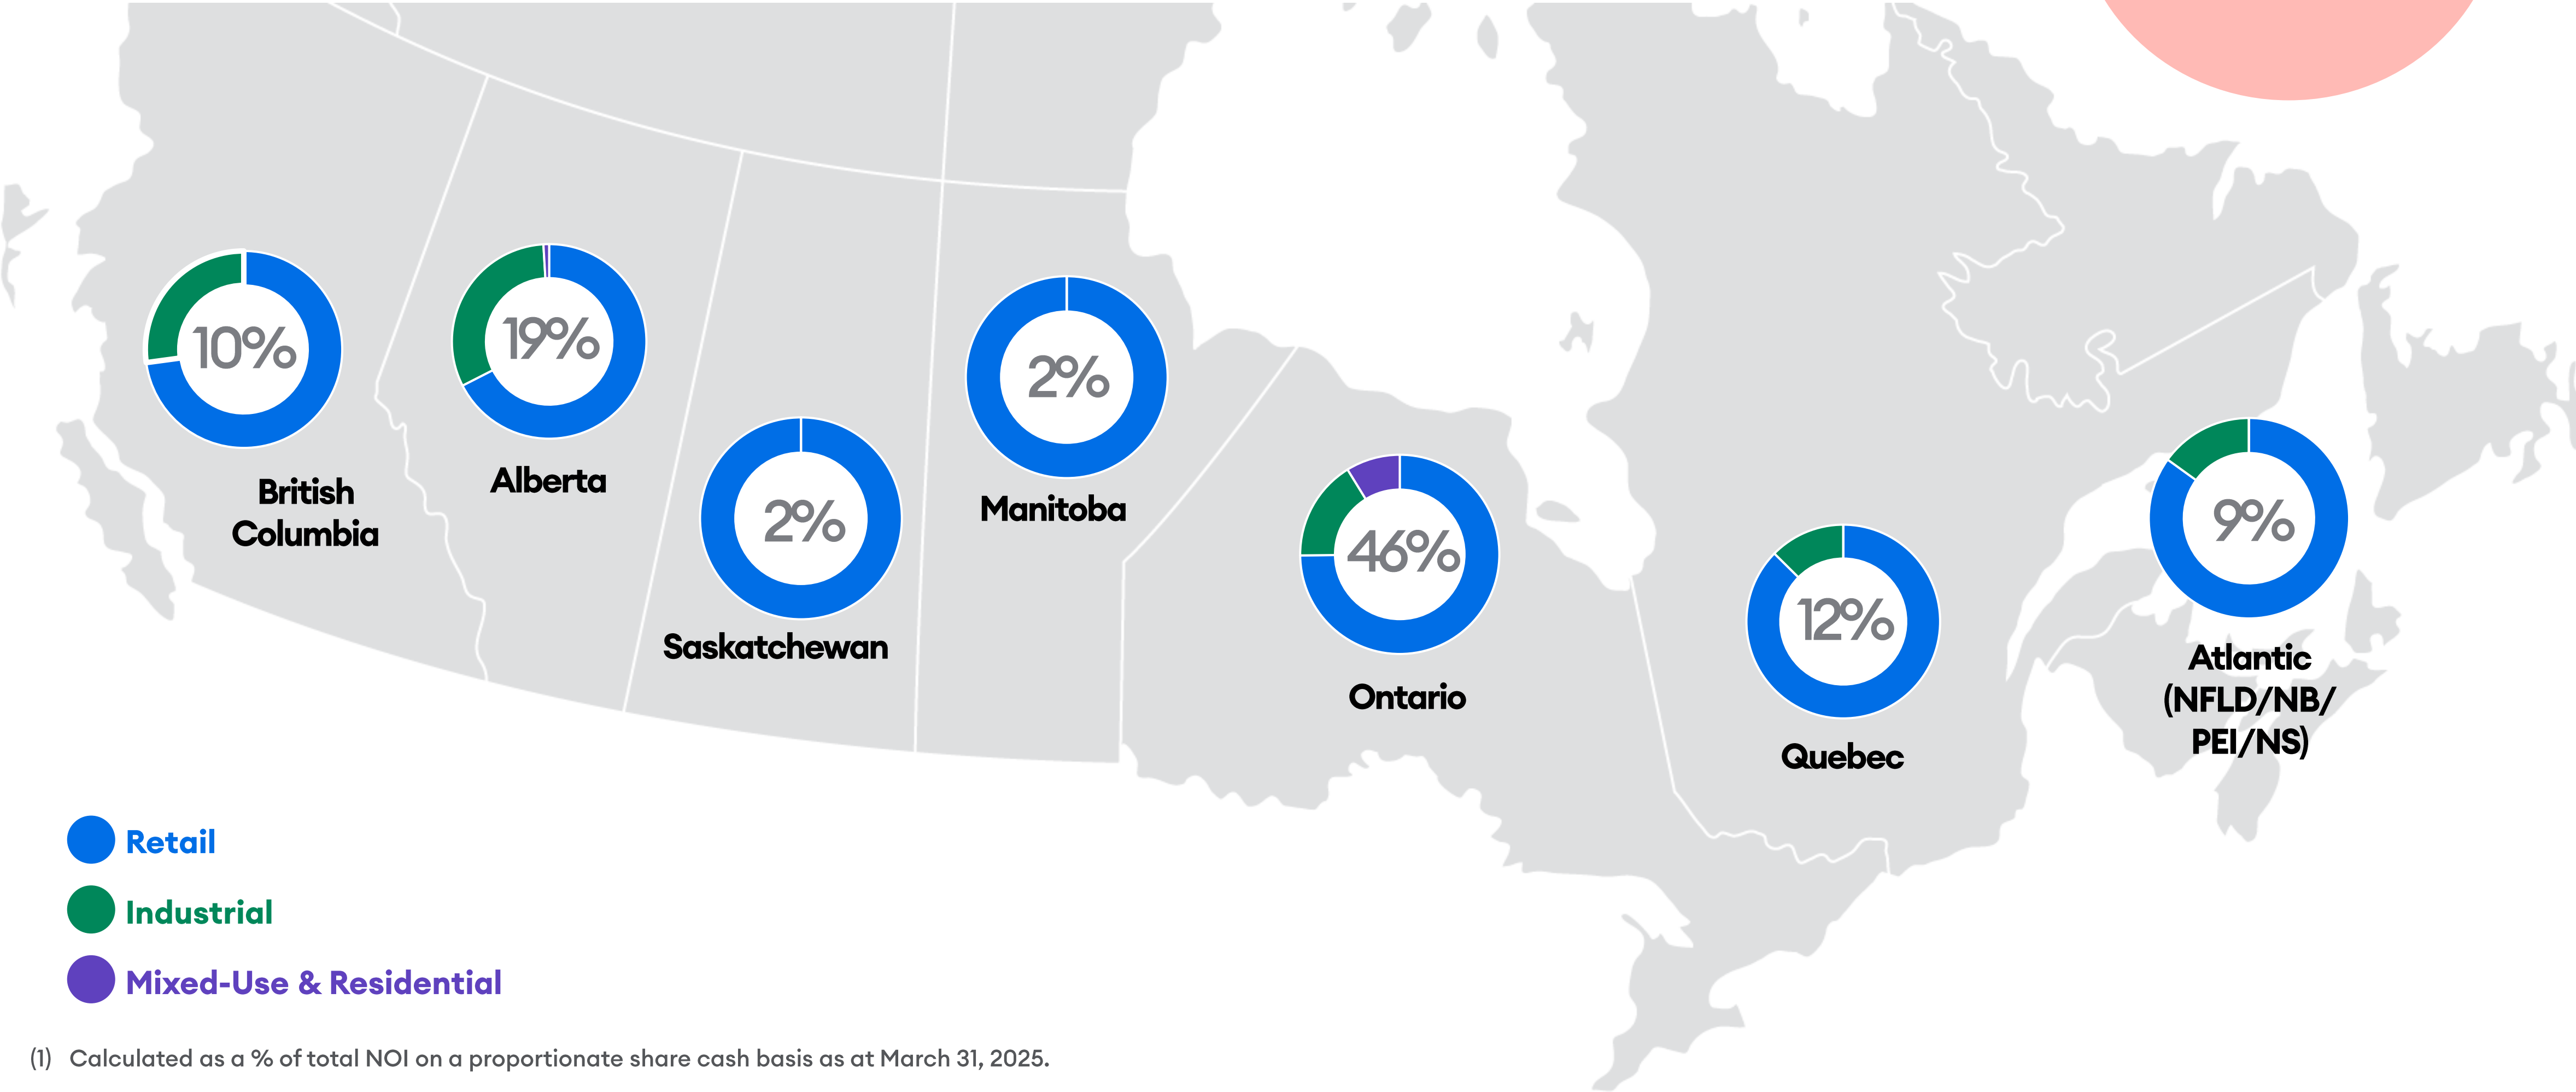 10%
British
Columbia
19%
Alberta
2%
Saskatchewan
2%
Manitoba
46%
Ontario
12%
Quebec
9%
Atlantic
(NFLD/NB/
PEI/NS)
Retail
Industrial
Mixed-Use & Residential
(1) Calculated as a % of total NOI on a proportionate share cash basis as at March 31, 2025.